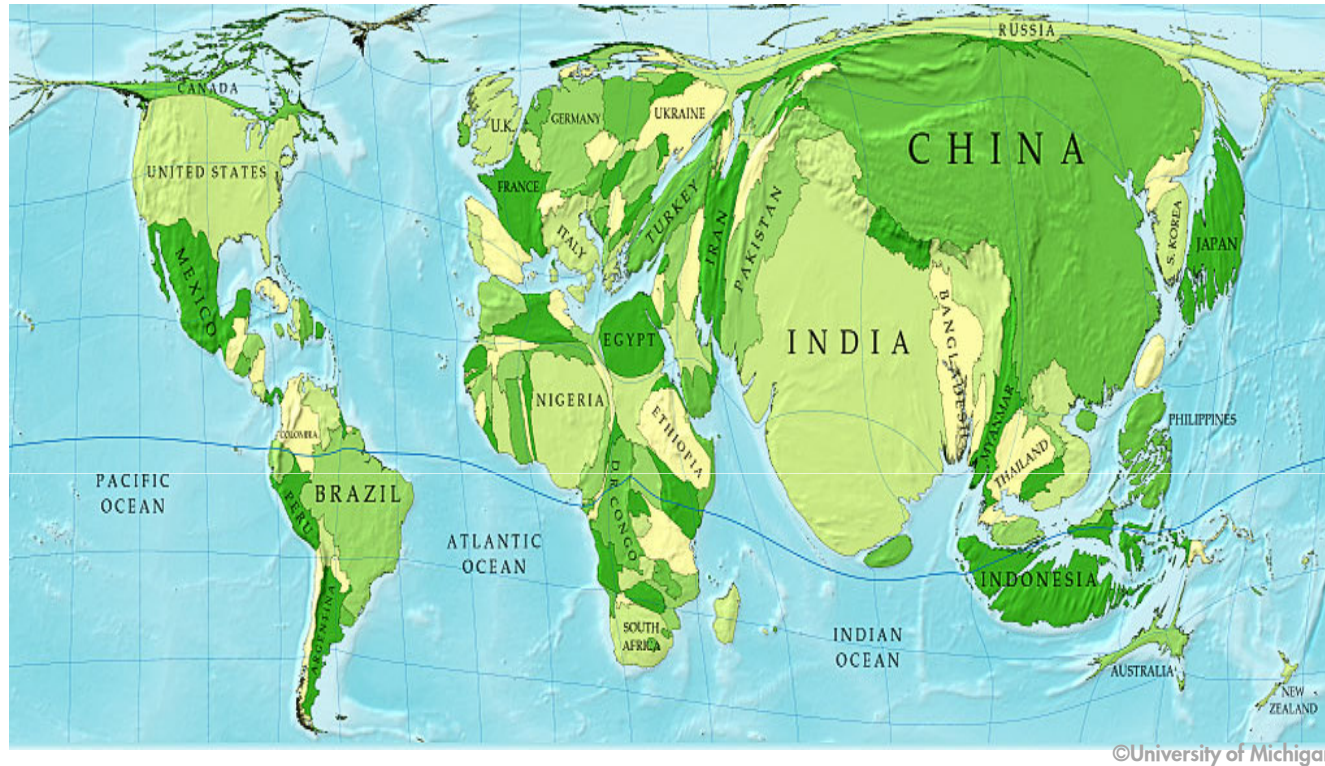 RUSSIA
CANADA
U.K.
GERMANY
UKRAINE
CHINA
UNITED STATES
FRANCE
TURKEY
IRAN
PAKISTAN
ITALY
S. KOREA
JAPAN
MEXICO
EGYPT
INDIA
BANGLADESH
NIGERIA
ETHIOPIA
MYANMAR
PHILIPPINES
COLOMBIA
THAILAND
PACIFIC
OCEAN
PERU
BRAZIL
DR CONGO
ATLANTIC
OCEAN
INDONESIA
ARGENTINA
SOUTH
AFRICA
INDIAN
OCEAN
AUSTRALIA
NEW
ZEALAND
©University of Michigan